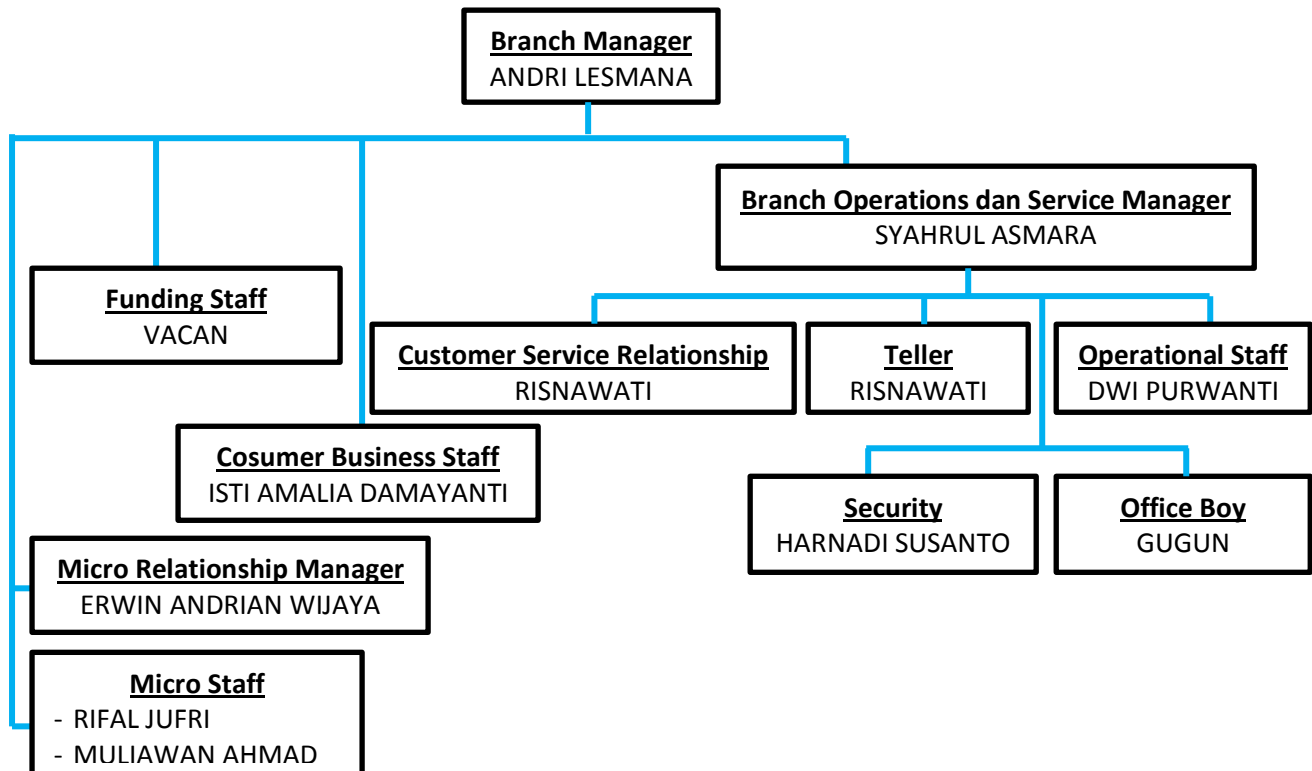 Branch Manager
ANDRI LESMANA
Branch Operations dan Service Manager
SYAHRUL ASMARA
Funding Staff
VACAN
Customer Service Relationship
RISNAWATI
Teller
RISNAWATI
Operational Staff
DWI PURWANTI
Cosumer Business Staff
ISTI AMALIA DAMAYANTI
Security
HARNADI SUSANTO
Office Boy
GUGUN
Micro Relationship Manager
ERWIN ANDRIAN WIJAYA
Micro Staff
- RIFAL JUFRI
- MULIAWAN AHMAD